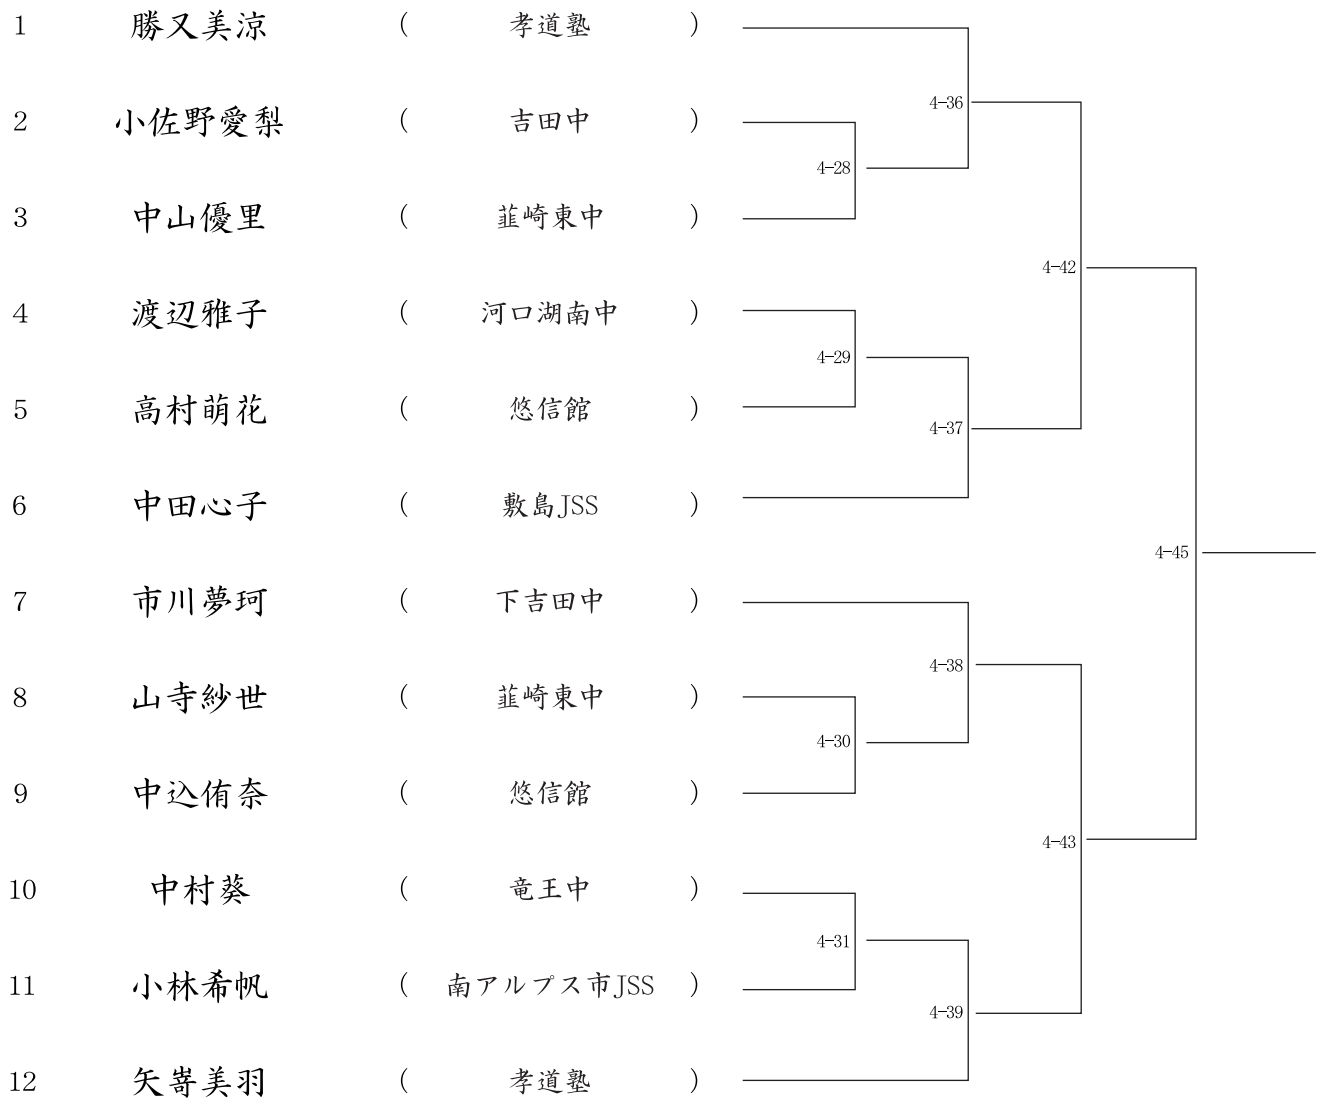 1 勝又美涼 ( 孝道塾 )
4-36
2 小佐野愛梨 ( 吉田中 )
4-28
3 中山優里 ( 韮崎東中 )
4-42
4 渡辺雅子 ( 河口湖南中 )
4-29
5 高村萌花 ( 悠信館 )
4-37
6 中田心子 ( 敷島JSS )
4-45
7 市川夢珂 ( 下吉田中 )
4-38
8 山寺紗世 ( 韮崎東中 )
4-30
9 中込侑奈 ( 悠信館 )
4-43
10 中村葵 ( 竜王中 )
4-31
11 小林希帆 ( 南アルプス市JSS )
4-39
12 矢嵜美羽 ( 孝道塾 )